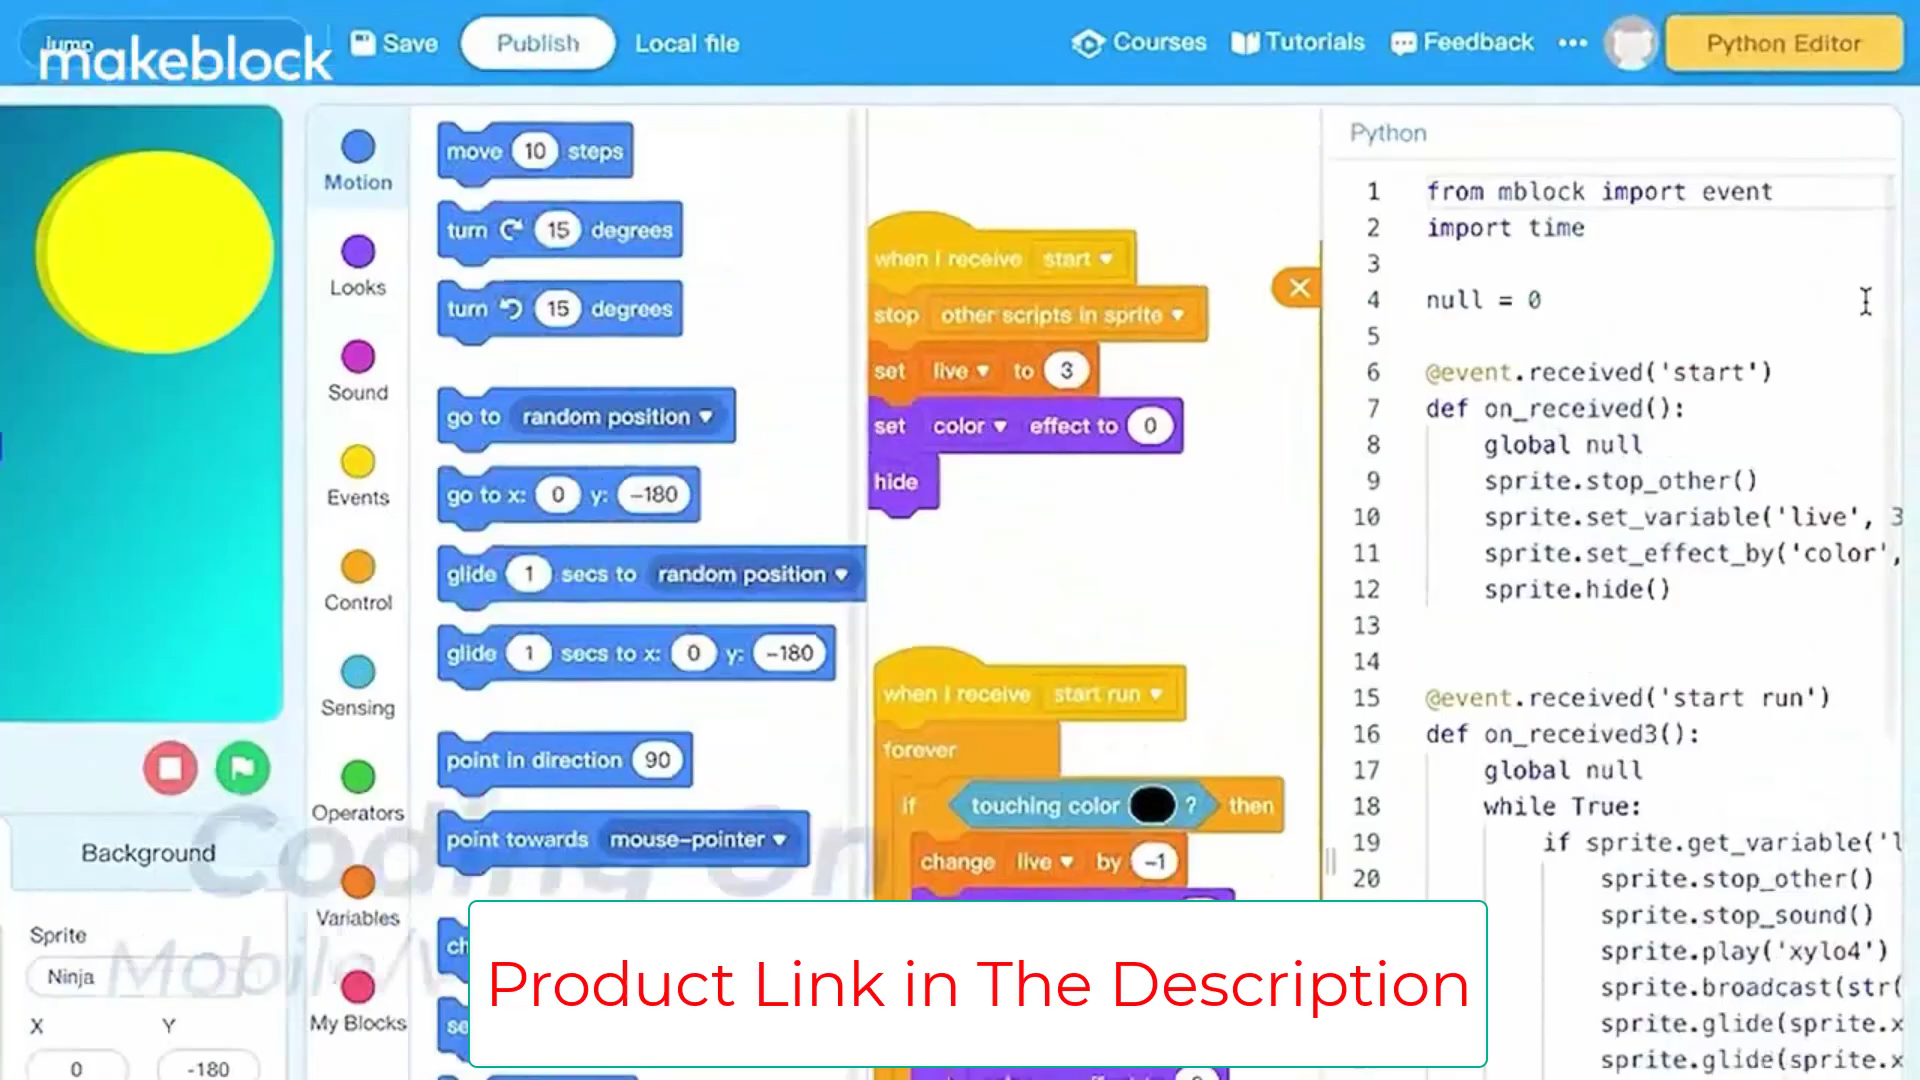 jump
makeblock
Save
Publish
Local file
Courses
Tutorials
Feedback
Python Editor
Motion
Looks
Sound
Events
Control
Sensing
Operators
Variables
My Blocks
move 10 steps
turn 15 degrees
turn 15 degrees
go to random position
go to x: 0 y: -180
glide 1 secs to random position
glide 1 secs to x: 0 y: -180
point in direction 90
point towards mouse-pointer
when I receive start
stop other scripts in sprite
set live to 3
set color effect to 0
hide
when I receive start run
forever
if touching color ? then
change live by -1
Python
1 from mblock import event
2 import time
3
4 null = 0
5
6 @event.received('start')
7 def on_received():
8 global null
9 sprite.stop_other()
10 sprite.set_variable('live', 3
11 sprite.set_effect_by('color',
12 sprite.hide()
13
14
15 @event.received('start run')
16 def on_received3():
17 global null
18 while True:
19 if sprite.get_variable('l
20 sprite.stop_other()
sprite.stop_sound()
sprite.play('xylo4')
sprite.broadcast(str(
sprite.glide(sprite.x
sprite.glide(sprite.x
Background
Coding On
Mobile/
Sprite
Ninja
X
Y
0
-180
Product Link in The Description